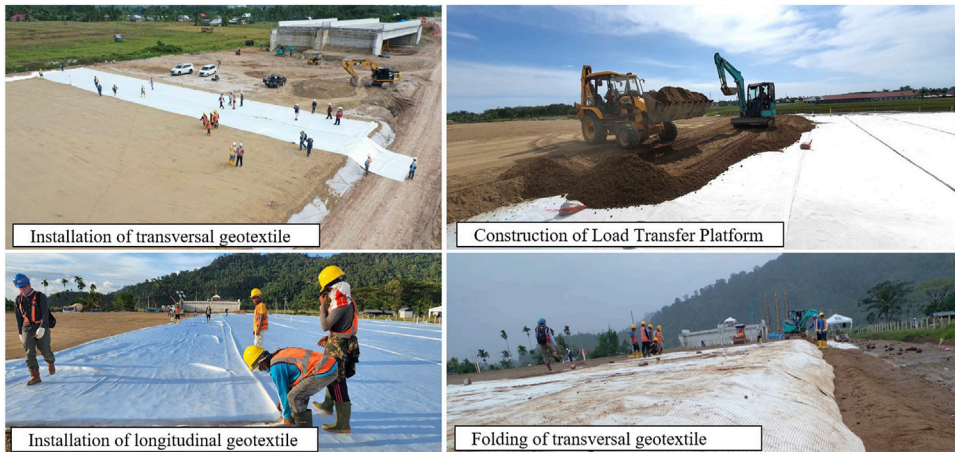 Installation of transversal geotextile
Construction of Load Transfer Platform
Installation of longitudinal geotextile
Folding of transversal geotextile